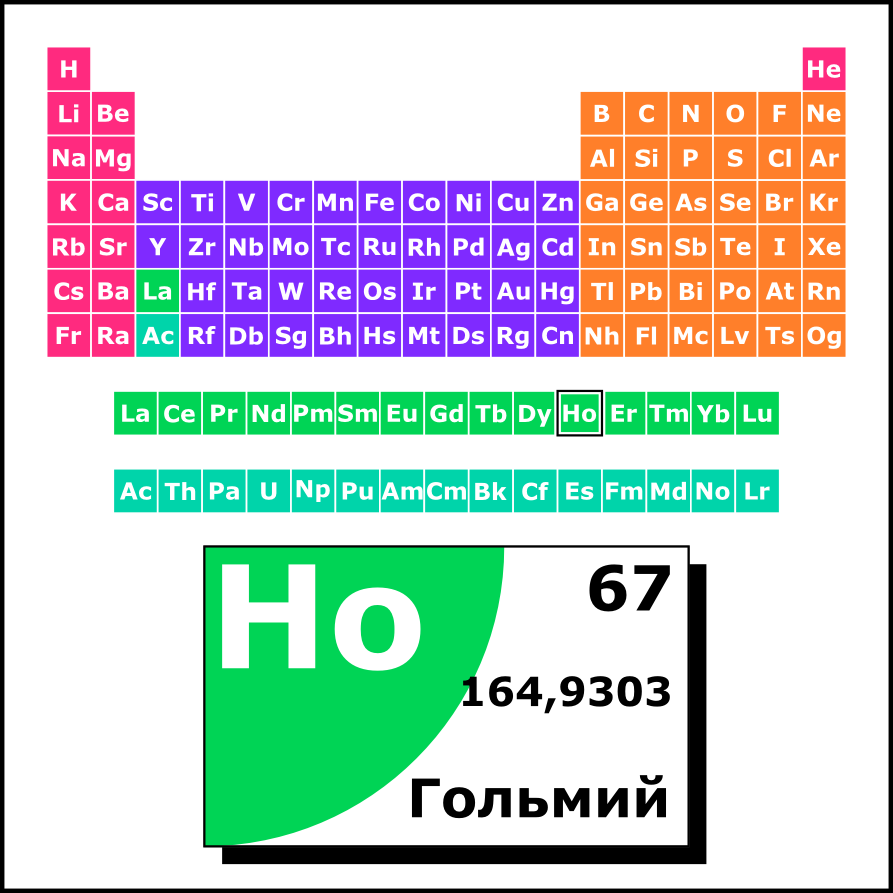 H He
Li Be B C N O F Ne
Na Mg Al Si P S Cl Ar
K Ca Sc Ti V Cr Mn Fe Co Ni Cu Zn Ga Ge As Se Br Kr
Rb Sr Y Zr Nb Mo Tc Ru Rh Pd Ag Cd In Sn Sb Te I Xe
Cs Ba La Hf Ta W Re Os Ir Pt Au Hg Tl Pb Bi Po At Rn
Fr Ra Ac Rf Db Sg Bh Hs Mt Ds Rg Cn Nh Fl Mc Lv Ts Og
La Ce Pr Nd Pm Sm Eu Gd Tb Dy Ho Er Tm Yb Lu
Ac Th Pa U Np Pu Am Cm Bk Cf Es Fm Md No Lr
Ho 67
164,9303
Гольмий